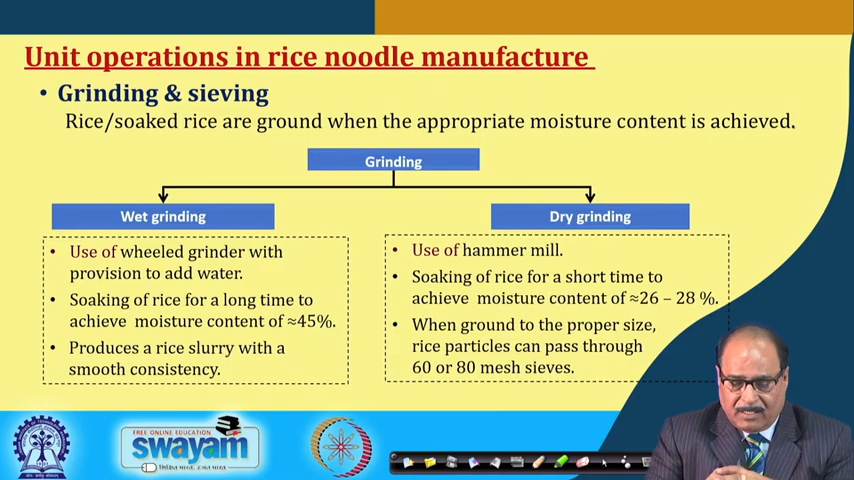 Unit operations in rice noodle manufacture
• Grinding & sieving
Rice/soaked rice are ground when the appropriate moisture content is achieved.
Grinding
Wet grinding
Dry grinding
• Use of wheeled grinder with
provision to add water.
• Soaking of rice for a long time to
achieve moisture content of ≈45%.
• Produces a rice slurry with a
smooth consistency.
• Use of hammer mill.
• Soaking of rice for a short time to
achieve moisture content of ≈26 – 28 %.
• When ground to the proper size,
rice particles can pass through
60 or 80 mesh sieves.
FREE ONLINE EDUCATION
swayam
शिक्षित भारत, उन्नत भारत